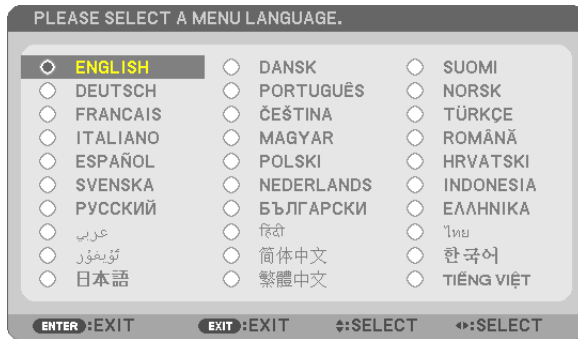 PLEASE SELECT A MENU LANGUAGE.
ENGLISH DANSK SUOMI
DEUTSCH PORTUGUÊS NORSK
FRANCAIS ČEŠTINA TÜRKÇE
ITALIANO MAGYAR ROMÂNĂ
ESPAÑOL POLSKI HRVATSKI
SVENSKA NEDERLANDS INDONESIA
РУССКИЙ БЪЛГАРСКИ ΕΛΛΗΝΙΚΑ
عربي हिंदी ไทย
ئۇيغۇر 简体中文 한국어
日本語 繁體中文 TIẾNG VIỆT
ENTER :EXIT EXIT :EXIT :SELECT :SELECT